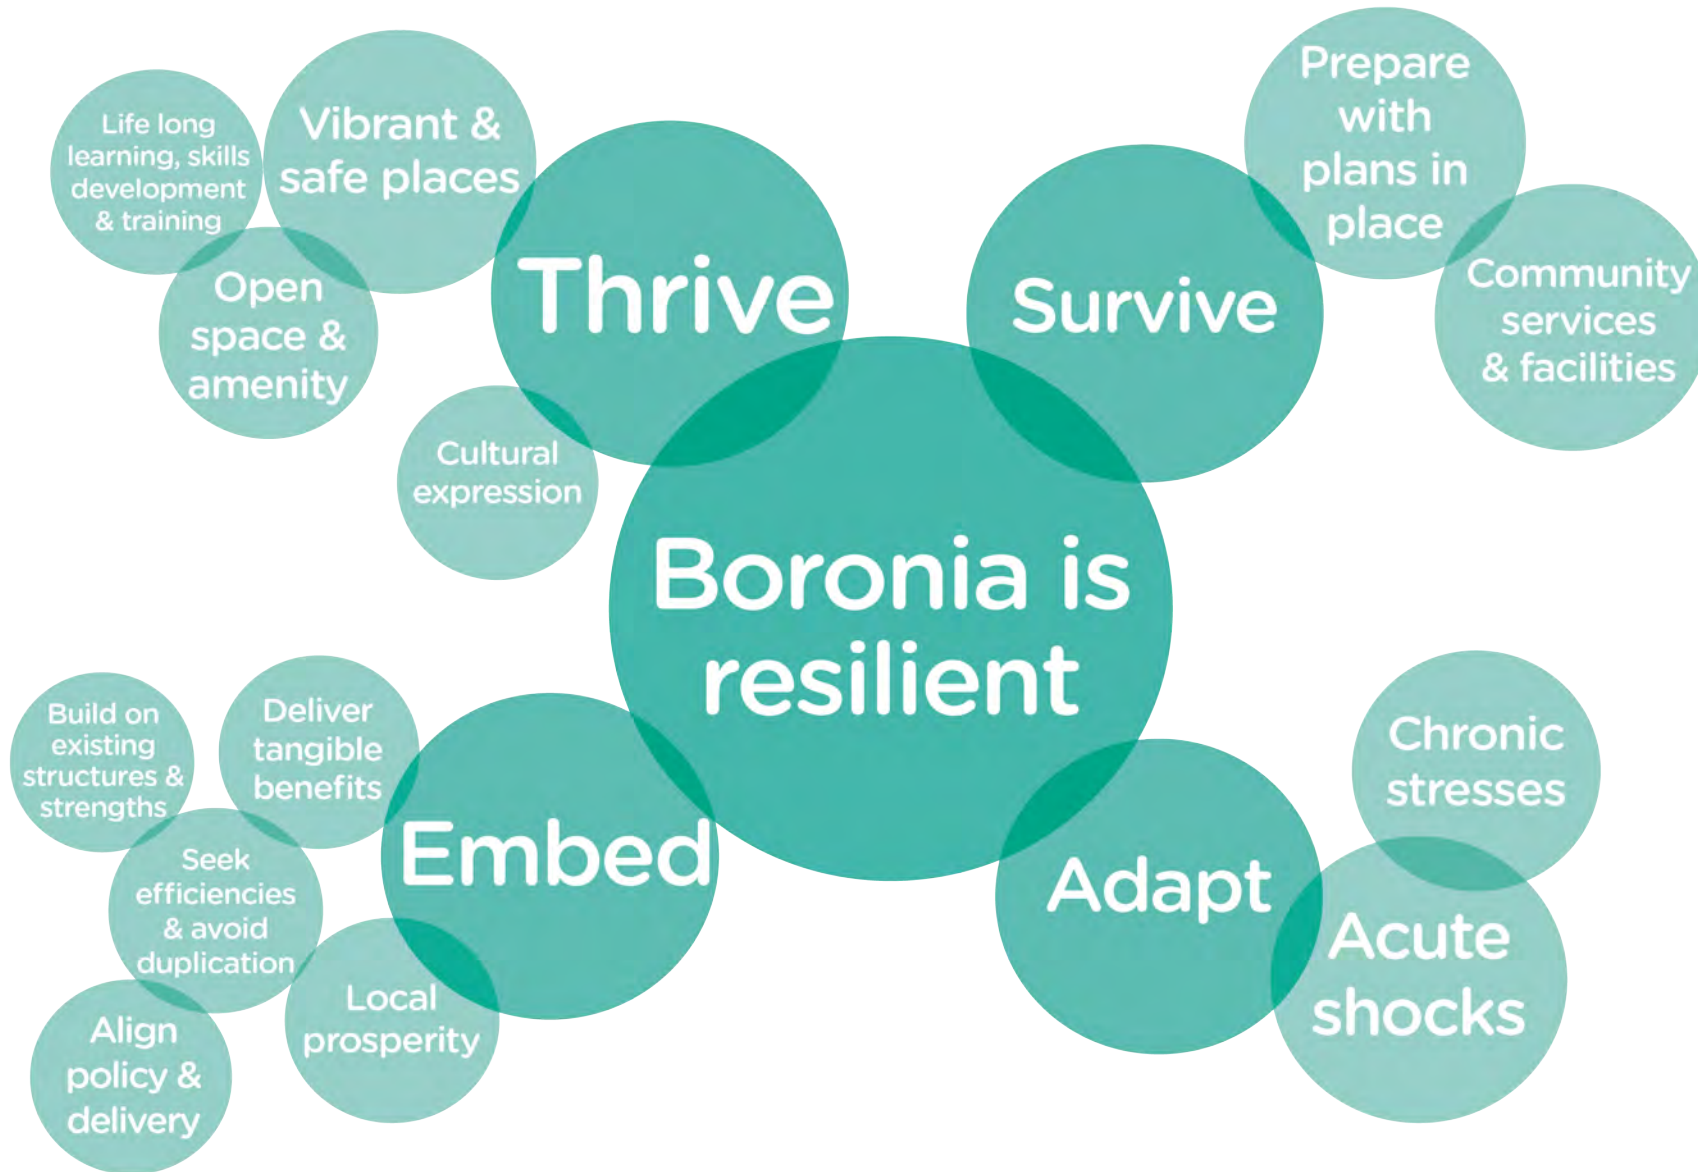 Life long
learning, skills
development
& training
Vibrant &
safe places
Open
space &
amenity
Cultural
expression
Thrive
Survive
Prepare
with
plans in
place
Community
services
& facilities
Boronia is
resilient
Build on
existing
structures &
strengths
Deliver
tangible
benefits
Seek
efficiencies
& avoid
duplication
Align
policy &
delivery
Local
prosperity
Embed
Adapt
Chronic
stresses
Acute
shocks